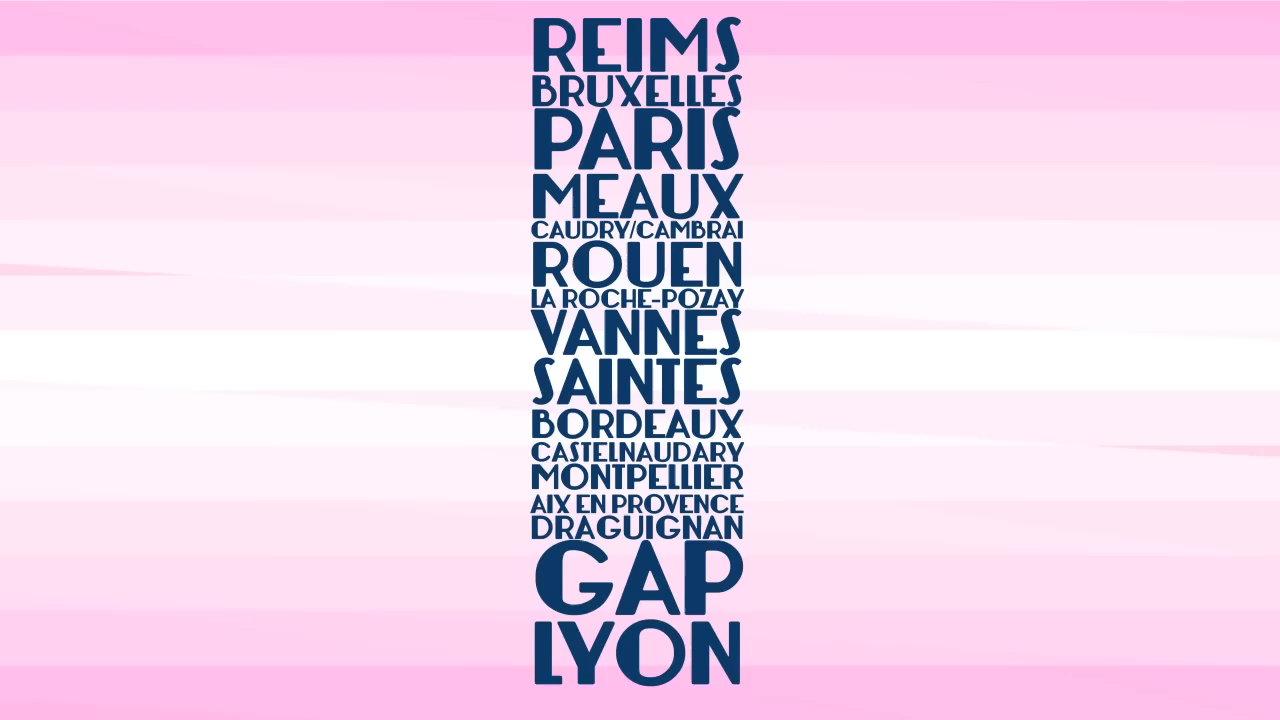 REIMS
BRUXELLES
PARIS
MEAUX
CAUDRY/CAMBRAI
ROUEN
LA ROCHE-POZAY
VANNES
SAINTES
BORDEAUX
CASTELNAUDARY
MONTPELLIER
AIX EN PROVENCE
DRAGUIGNAN
GAP
LYON